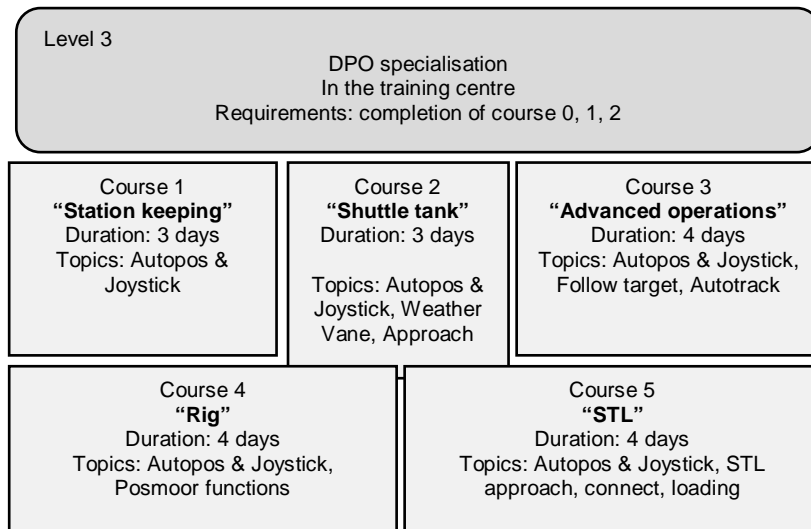 Level 3
DPO specialisation
In the training centre
Requirements: completion of course 0, 1, 2
Course 1
“Station keeping”
Duration: 3 days
Topics: Autopos &
Joystick
Course 2
“Shuttle tank”
Duration: 3 days
Topics: Autopos &
Joystick, Weather
Vane, Approach
Course 3
“Advanced operations”
Duration: 4 days
Topics: Autopos & Joystick,
Follow target, Autotrack
Course 4
“Rig”
Duration: 4 days
Topics: Autopos & Joystick,
Posmoor functions
Course 5
“STL”
Duration: 4 days
Topics: Autopos & Joystick, STL
approach, connect, loading